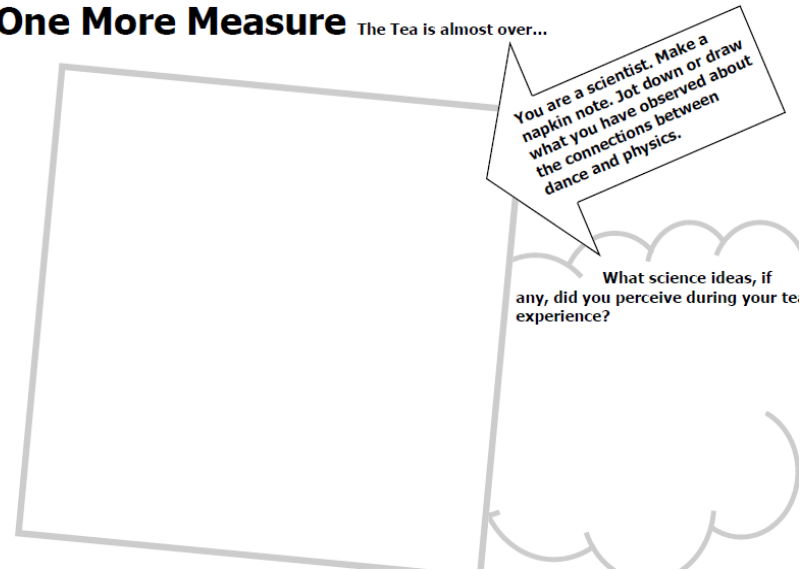 One More Measure The Tea is almost over...
You are a scientist. Make a
napkin note. Jot down or draw
what you have observed about
the connections between
dance and physics.
What science ideas, if
any, did you perceive during your tea
experience?